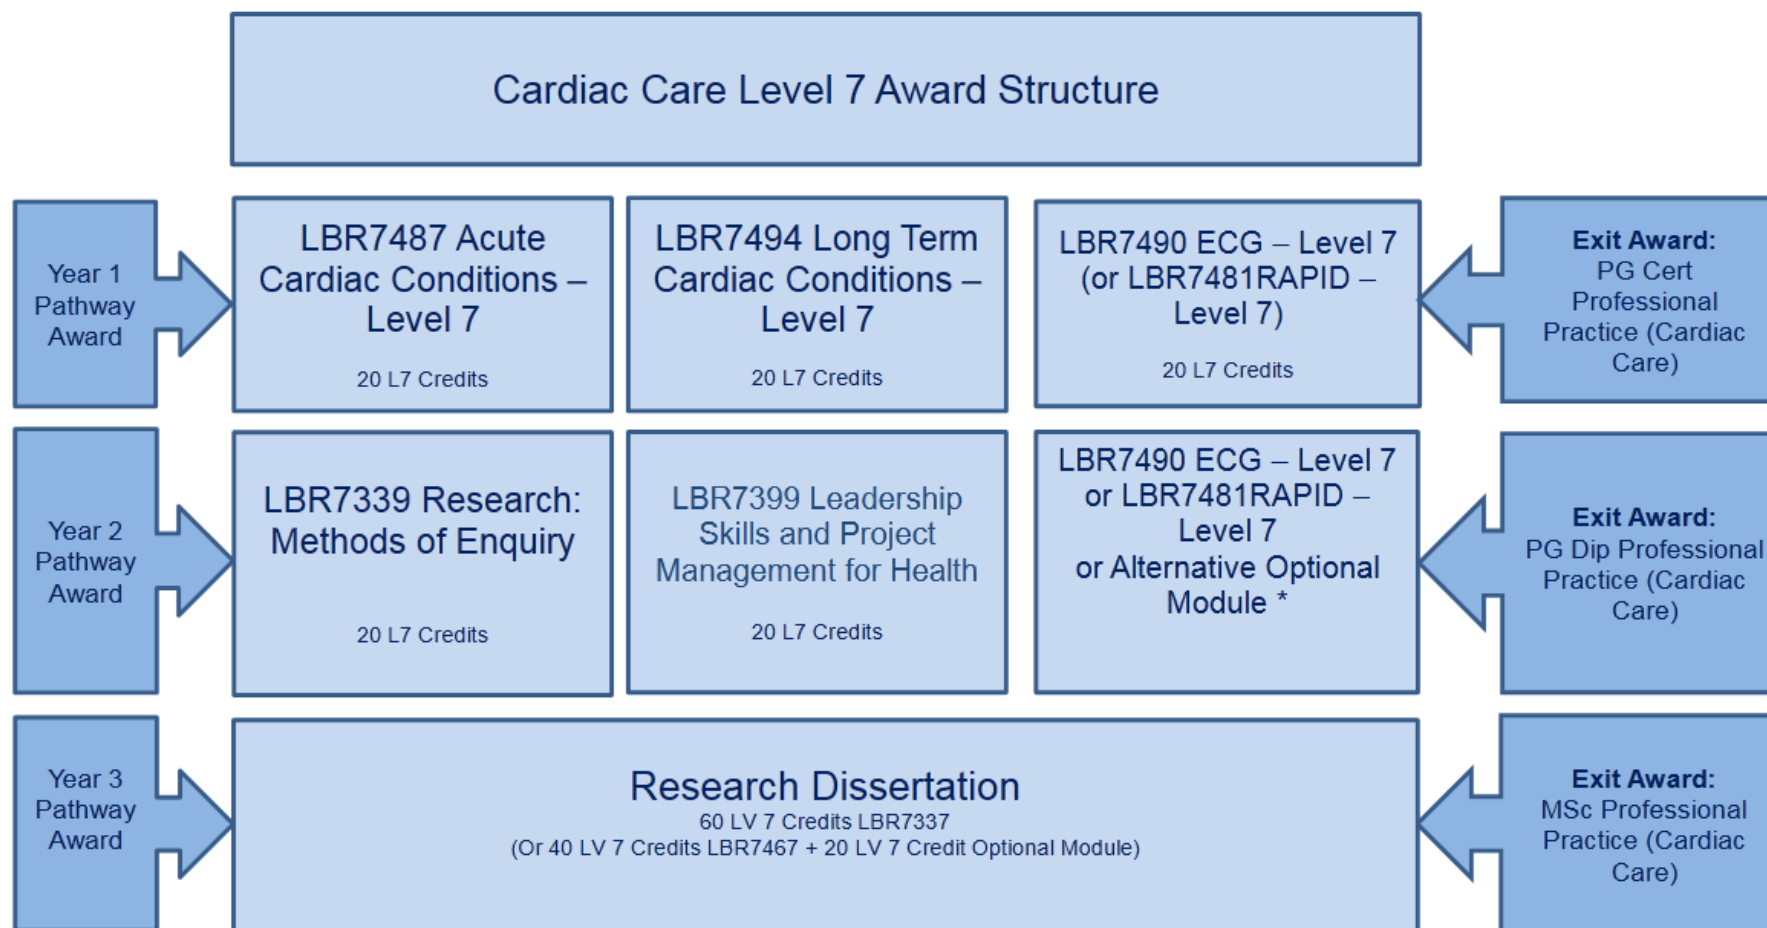 Cardiac Care Level 7 Award Structure
Year 1
Pathway
Award
LBR7487 Acute
Cardiac Conditions –
Level 7
20 L7 Credits
LBR7494 Long Term
Cardiac Conditions –
Level 7
20 L7 Credits
LBR7490 ECG – Level 7
(or LBR7481RAPID –
Level 7)
20 L7 Credits
Exit Award:
PG Cert
Professional
Practice (Cardiac
Care)
Year 2
Pathway
Award
LBR7339 Research:
Methods of Enquiry
20 L7 Credits
LBR7399 Leadership
Skills and Project
Management for Health
20 L7 Credits
LBR7490 ECG – Level 7
or LBR7481RAPID –
Level 7
or Alternative Optional
Module *
Exit Award:
PG Dip Professional
Practice (Cardiac
Care)
Year 3
Pathway
Award
Research Dissertation
60 LV 7 Credits LBR7337
(Or 40 LV 7 Credits LBR7467 + 20 LV 7 Credit Optional Module)
Exit Award:
MSc Professional
Practice (Cardiac
Care)